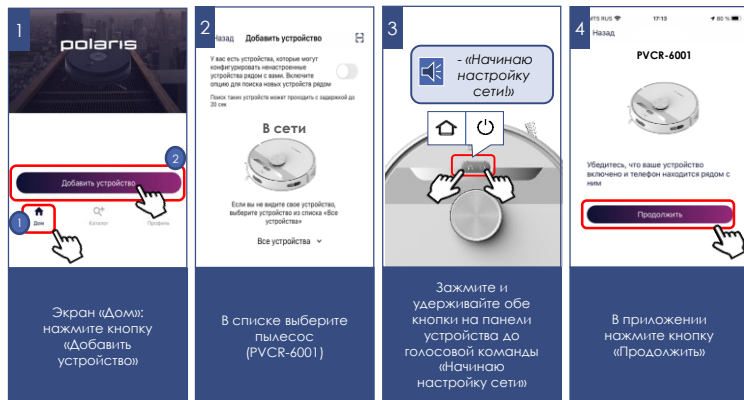 1
polaris
2
Добавить устройство
1
Дом
Каталог
Профиль
Экран «Дом»:
нажмите кнопку
«Добавить
устройство»
2
Назад
Добавить устройство
У вас есть устройства, которые могут
конфигурировать ненастроенные
устройства рядом с вами. Включите
опцию для поиска новых устройств рядом
Поиск таких устройств может проходить с задержкой до
20 сек
В сети
Если вы не видите свое устройство,
выберите устройство из списка «Все
устройства»
Все устройства
В списке выберите
пылесос
(PVCR-6001)
3
- «Начинаю
настройку
сети!»
Зажмите и
удерживайте обе
кнопки на панели
устройства до
голосовой команды
«Начинаю
настройку сети»
4
MTS RUS 17:13 80 %
Назад
PVCR-6001
Убедитесь, что ваше устройство
включено и телефон находится рядом с
ним
Продолжить
В приложении
нажмите кнопку
«Продолжить»